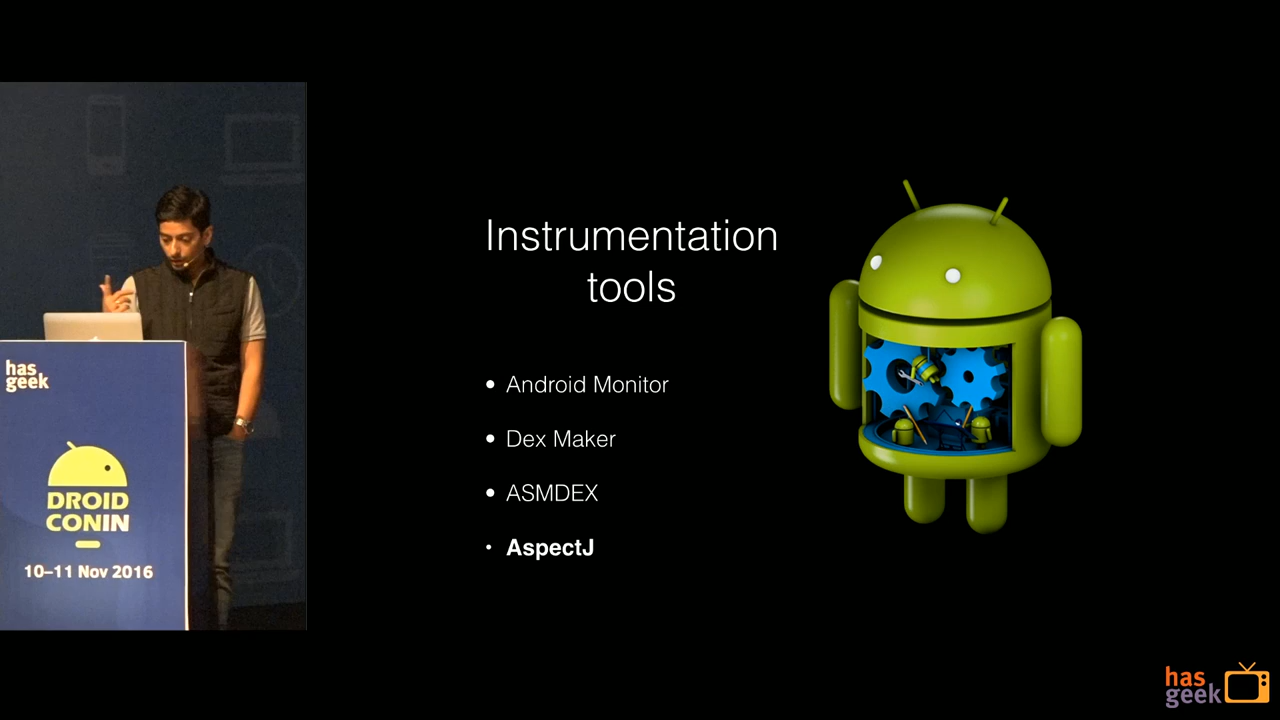 Instrumentation
tools
• Android Monitor
• Dex Maker
• ASMDEX
• AspectJ
has
geek
DROID
CONIN
10–11 Nov 2016
has
geek